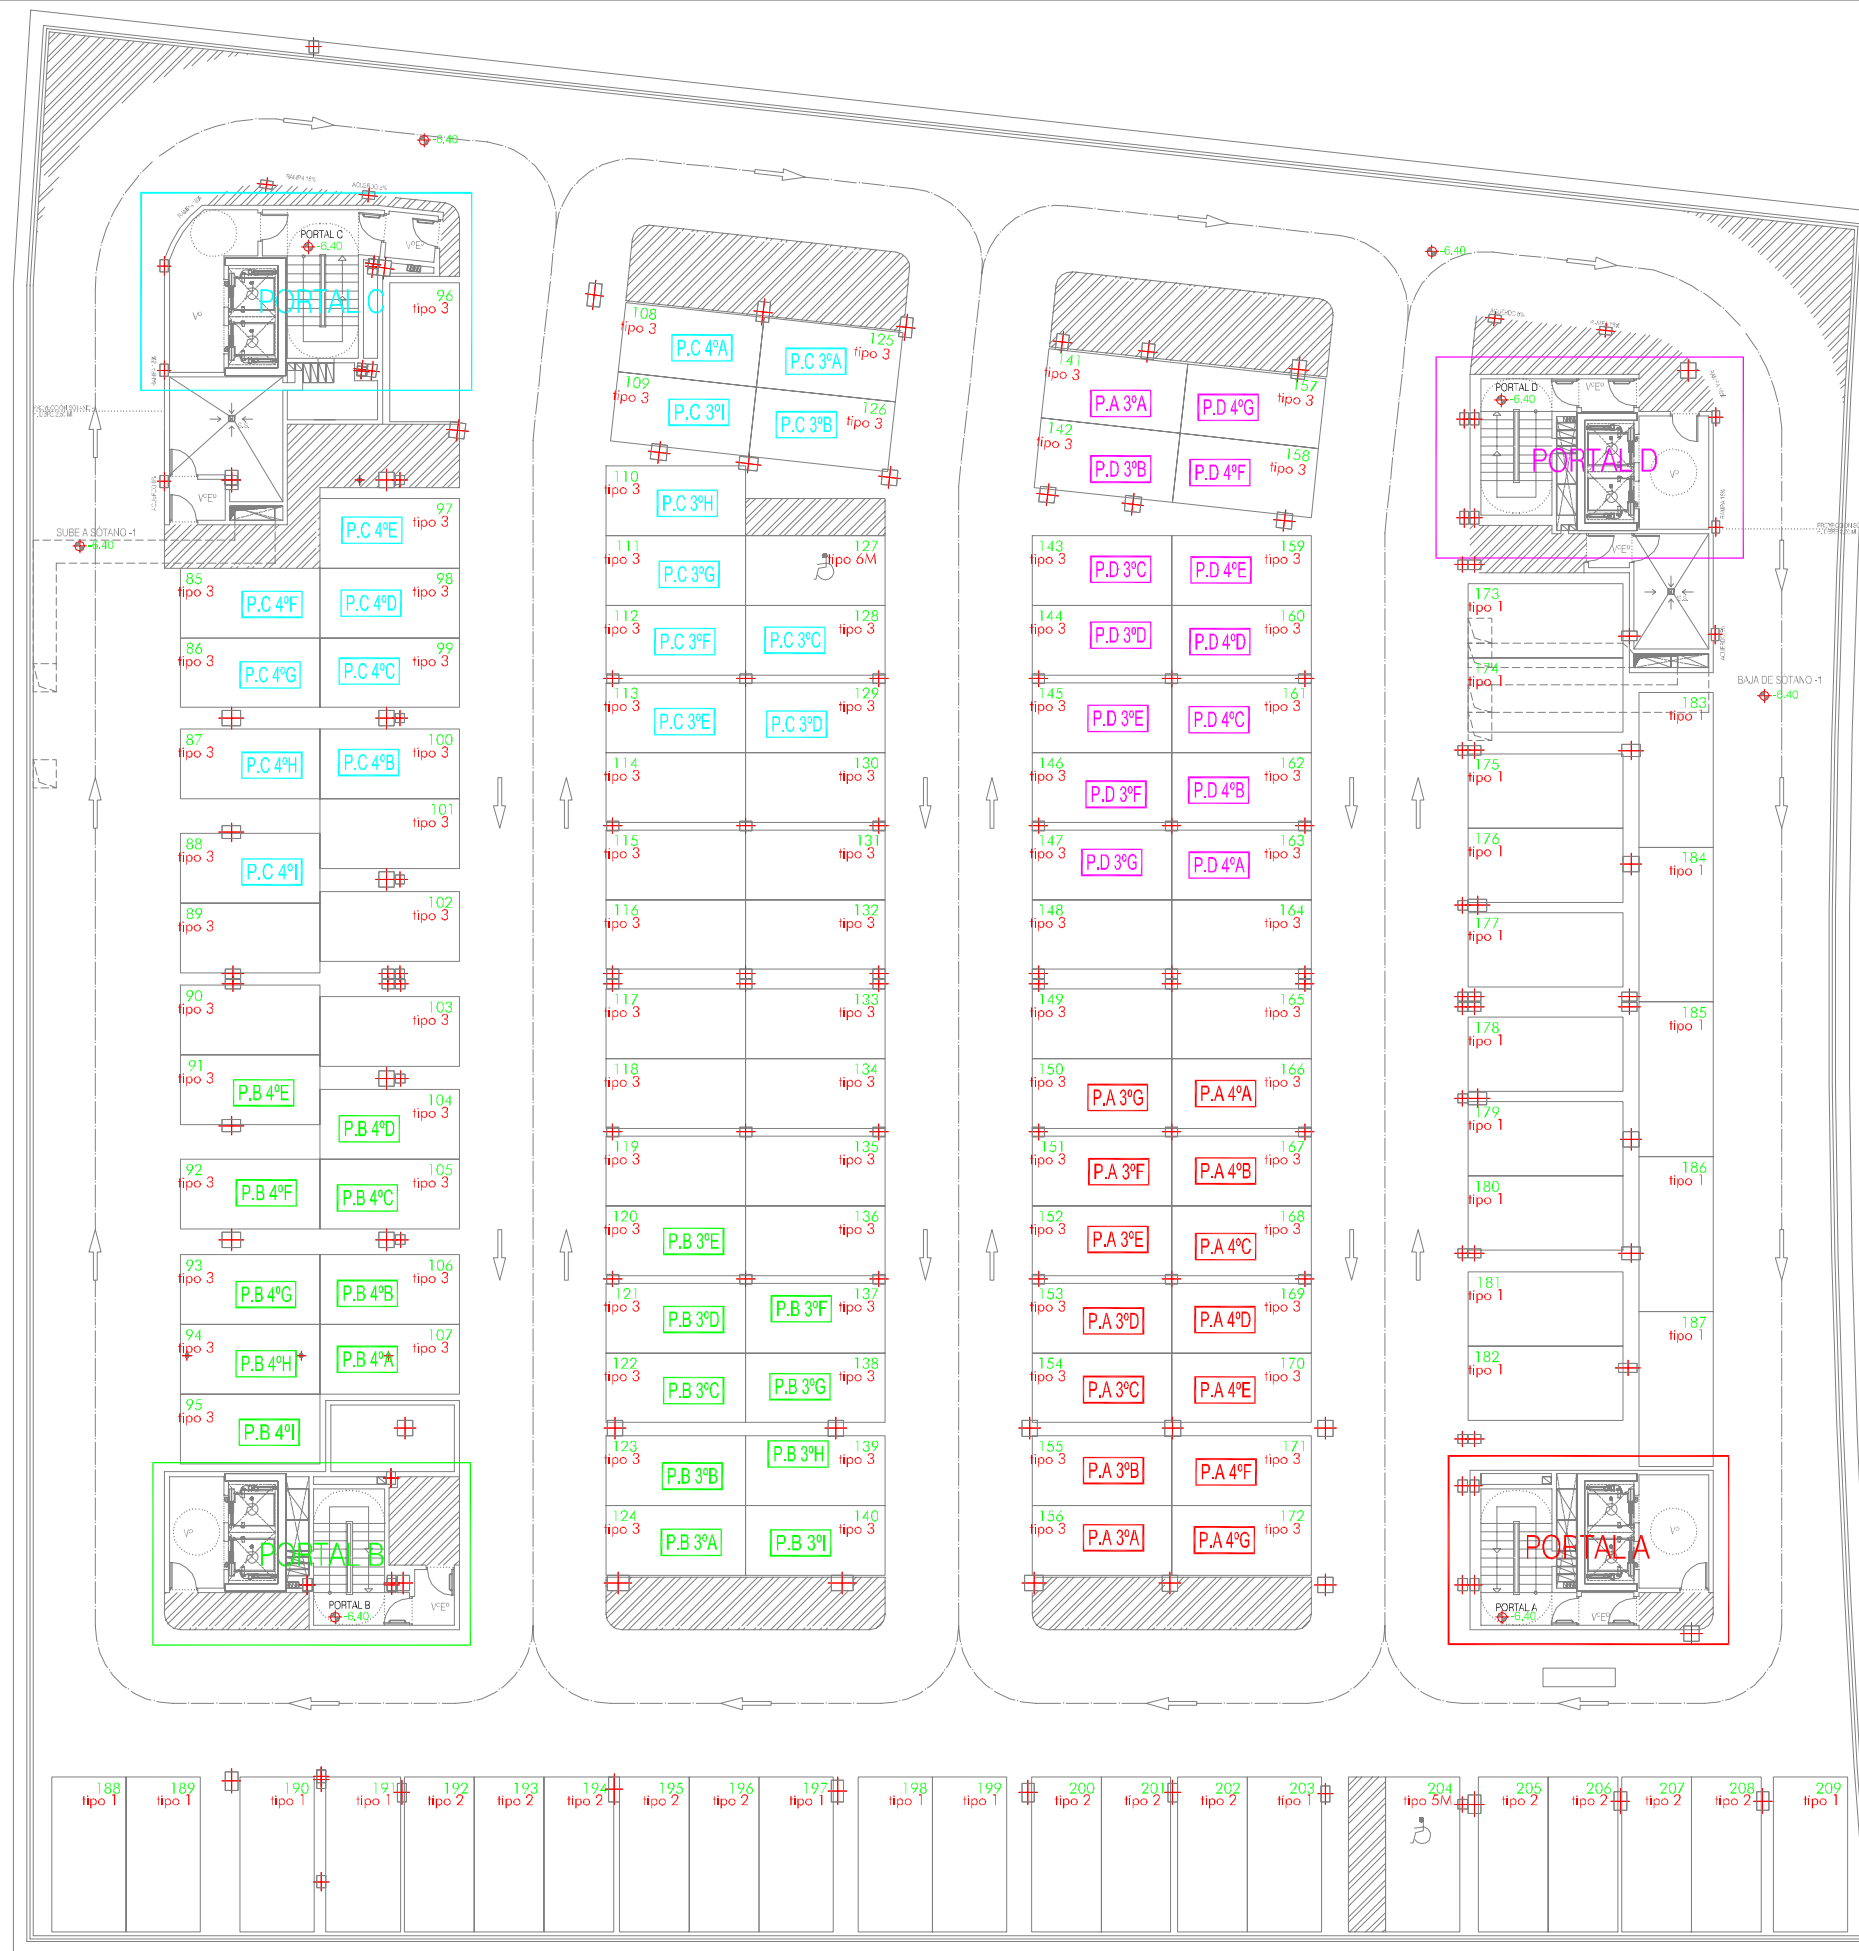 -6.40
PORTAL C
-6.40
VºEº
PORTAL C
Vº
96
tipo 3
VºEº
SUBE A SÓTANO -1
-6.40
97
tipo 3
P.C 4ºE
85
tipo 3
P.C 4ºF
98
tipo 3
P.C 4ºD
86
tipo 3
P.C 4ºG
99
tipo 3
P.C 4ºC
87
tipo 3
P.C 4ºH
100
tipo 3
P.C 4ºB
101
tipo 3
88
tipo 3
P.C 4ºI
102
tipo 3
89
tipo 3
90
tipo 3
103
tipo 3
91
tipo 3
P.B 4ºE
104
tipo 3
P.B 4ºD
92
tipo 3
P.B 4ºF
105
tipo 3
P.B 4ºC
93
tipo 3
P.B 4ºG
106
tipo 3
P.B 4ºB
94
tipo 3
P.B 4ºH
107
tipo 3
P.B 4ºA
95
tipo 3
P.B 4ºI
Vº
PORTAL B
PORTAL B
-6.40
VºEº
108
tipo 3
P.C 4ºA
125
tipo 3
P.C 3ºA
109
tipo 3
P.C 3ºI
126
tipo 3
P.C 3ºB
110
tipo 3
P.C 3ºH
111
tipo 3
P.C 3ºG
127
tipo 6M
112
tipo 3
P.C 3ºF
128
tipo 3
P.C 3ºC
113
tipo 3
P.C 3ºE
129
tipo 3
P.C 3ºD
114
tipo 3
130
tipo 3
115
tipo 3
131
tipo 3
116
tipo 3
132
tipo 3
117
tipo 3
133
tipo 3
118
tipo 3
134
tipo 3
119
tipo 3
135
tipo 3
120
tipo 3
P.B 3ºE
136
tipo 3
121
tipo 3
P.B 3ºD
137
tipo 3
P.B 3ºF
122
tipo 3
P.B 3ºC
138
tipo 3
P.B 3ºG
123
tipo 3
P.B 3ºB
139
tipo 3
P.B 3ºH
124
tipo 3
P.B 3ºA
140
tipo 3
P.B 3ºI
141
tipo 3
P.A 3ºA
157
tipo 3
P.D 4ºG
142
tipo 3
P.D 3ºB
158
tipo 3
P.D 4ºF
143
tipo 3
P.D 3ºC
159
tipo 3
P.D 4ºE
144
tipo 3
P.D 3ºD
160
tipo 3
P.D 4ºD
145
tipo 3
P.D 3ºE
161
tipo 3
P.D 4ºC
146
tipo 3
P.D 3ºF
162
tipo 3
P.D 4ºB
147
tipo 3
P.D 3ºG
163
tipo 3
P.D 4ºA
148
tipo 3
164
tipo 3
149
tipo 3
165
tipo 3
150
tipo 3
P.A 3ºG
166
tipo 3
P.A 4ºA
151
tipo 3
P.A 3ºF
167
tipo 3
P.A 4ºB
152
tipo 3
P.A 3ºE
168
tipo 3
P.A 4ºC
153
tipo 3
P.A 3ºD
169
tipo 3
P.A 4ºD
154
tipo 3
P.A 3ºC
170
tipo 3
P.A 4ºE
155
tipo 3
P.A 3ºB
171
tipo 3
P.A 4ºF
156
tipo 3
P.A 3ºA
172
tipo 3
P.A 4ºG
-6.40
PORTAL D
-6.40
VºEº
PORTAL D
Vº
VºEº
173
tipo 1
174
tipo 1
BAJA DE SÓTANO -1
-6.40
183
tipo 1
175
tipo 1
176
tipo 1
184
tipo 1
177
tipo 1
185
tipo 1
178
tipo 1
179
tipo 1
186
tipo 1
180
tipo 1
181
tipo 1
187
tipo 1
182
tipo 1
PORTAL A
Vº
PORTAL A
-6.40
VºEº
188
tipo 1
189
tipo 1
190
tipo 1
191
tipo 1
192
tipo 2
193
tipo 2
194
tipo 2
195
tipo 2
196
tipo 2
197
tipo 1
198
tipo 1
199
tipo 1
200
tipo 2
201
tipo 2
202
tipo 2
203
tipo 1
204
tipo 5M
205
tipo 2
206
tipo 2
207
tipo 2
208
tipo 2
209
tipo 1